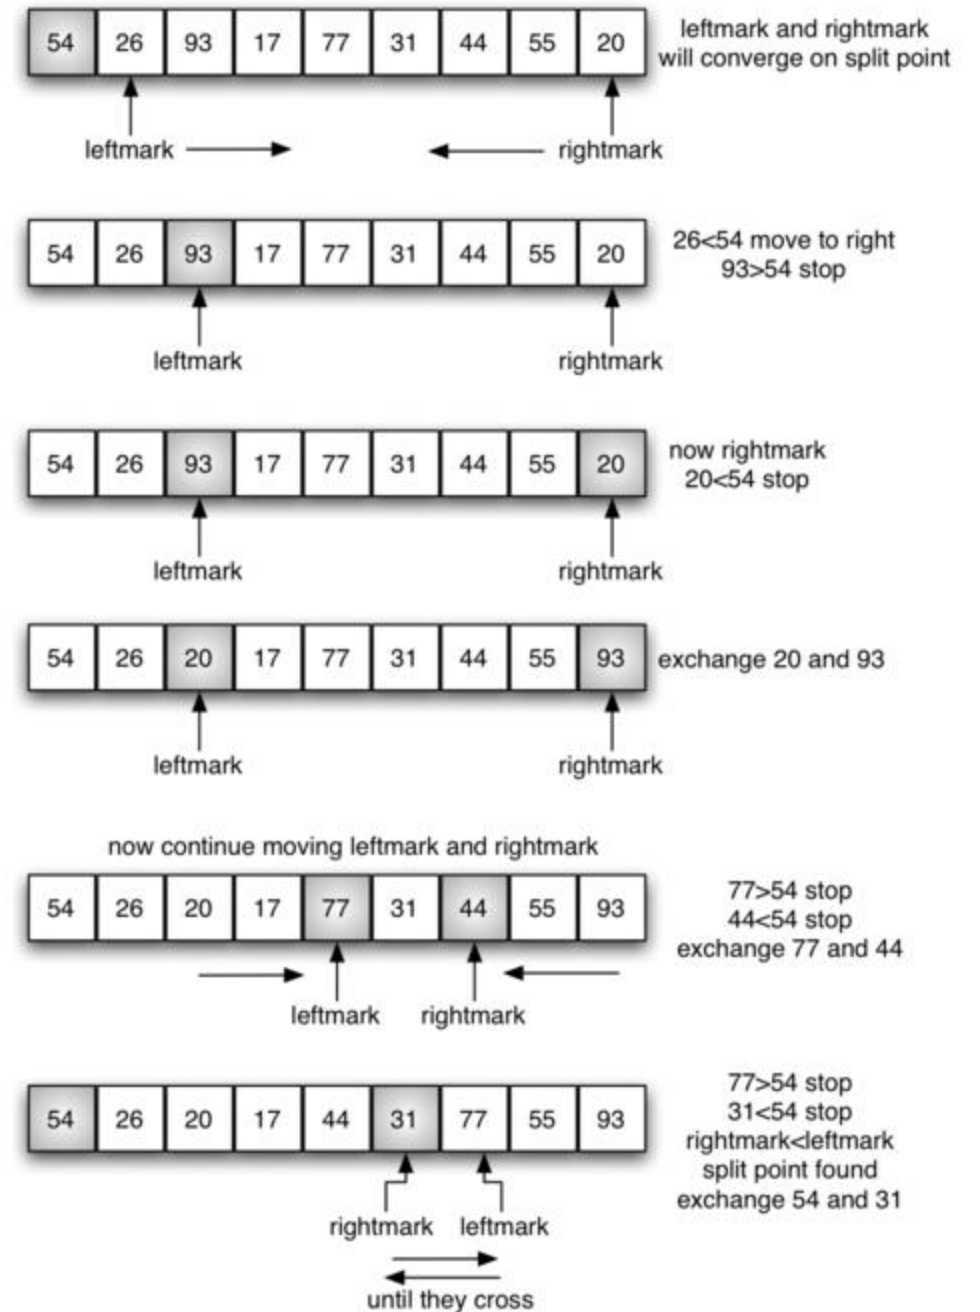 54 26 93 17 77 31 44 55 20
leftmark and rightmark
will converge on split point
leftmark rightmark
54 26 93 17 77 31 44 55 20
26<54 move to right
93>54 stop
leftmark rightmark
54 26 93 17 77 31 44 55 20
now rightmark
20<54 stop
leftmark rightmark
54 26 20 17 77 31 44 55 93
exchange 20 and 93
leftmark rightmark
now continue moving leftmark and rightmark
54 26 20 17 77 31 44 55 93
77>54 stop
44<54 stop
exchange 77 and 44
leftmark rightmark
54 26 20 17 44 31 77 55 93
77>54 stop
31<54 stop
rightmark<leftmark
split point found
exchange 54 and 31
rightmark leftmark
until they cross